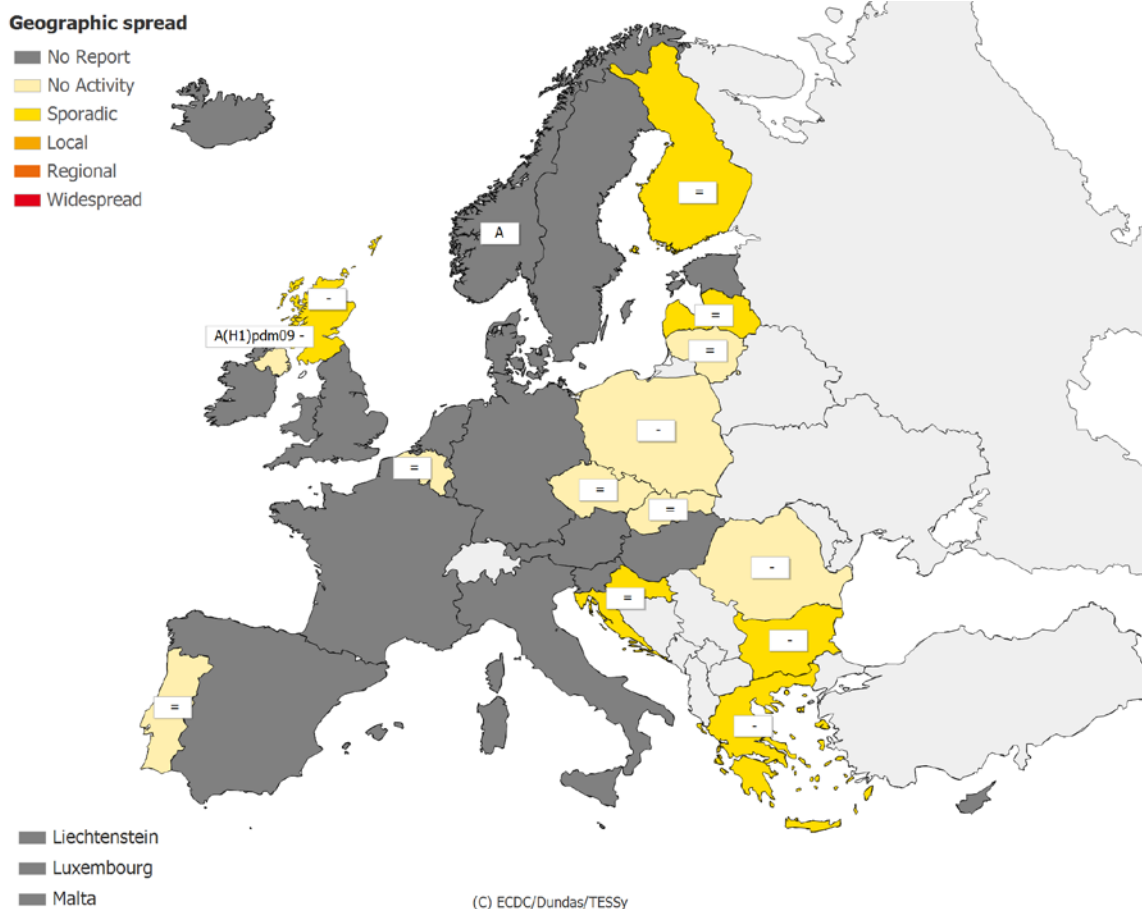 Geographic spread
No Report
No Activity
Sporadic
Local
Regional
Widespread
=
A
-
=
A(H1)pdm09 -
=
-
=
=
=
-
=
-
=
-
Liechtenstein
Luxembourg
Malta
(C) ECDC/Dundas/TESSy